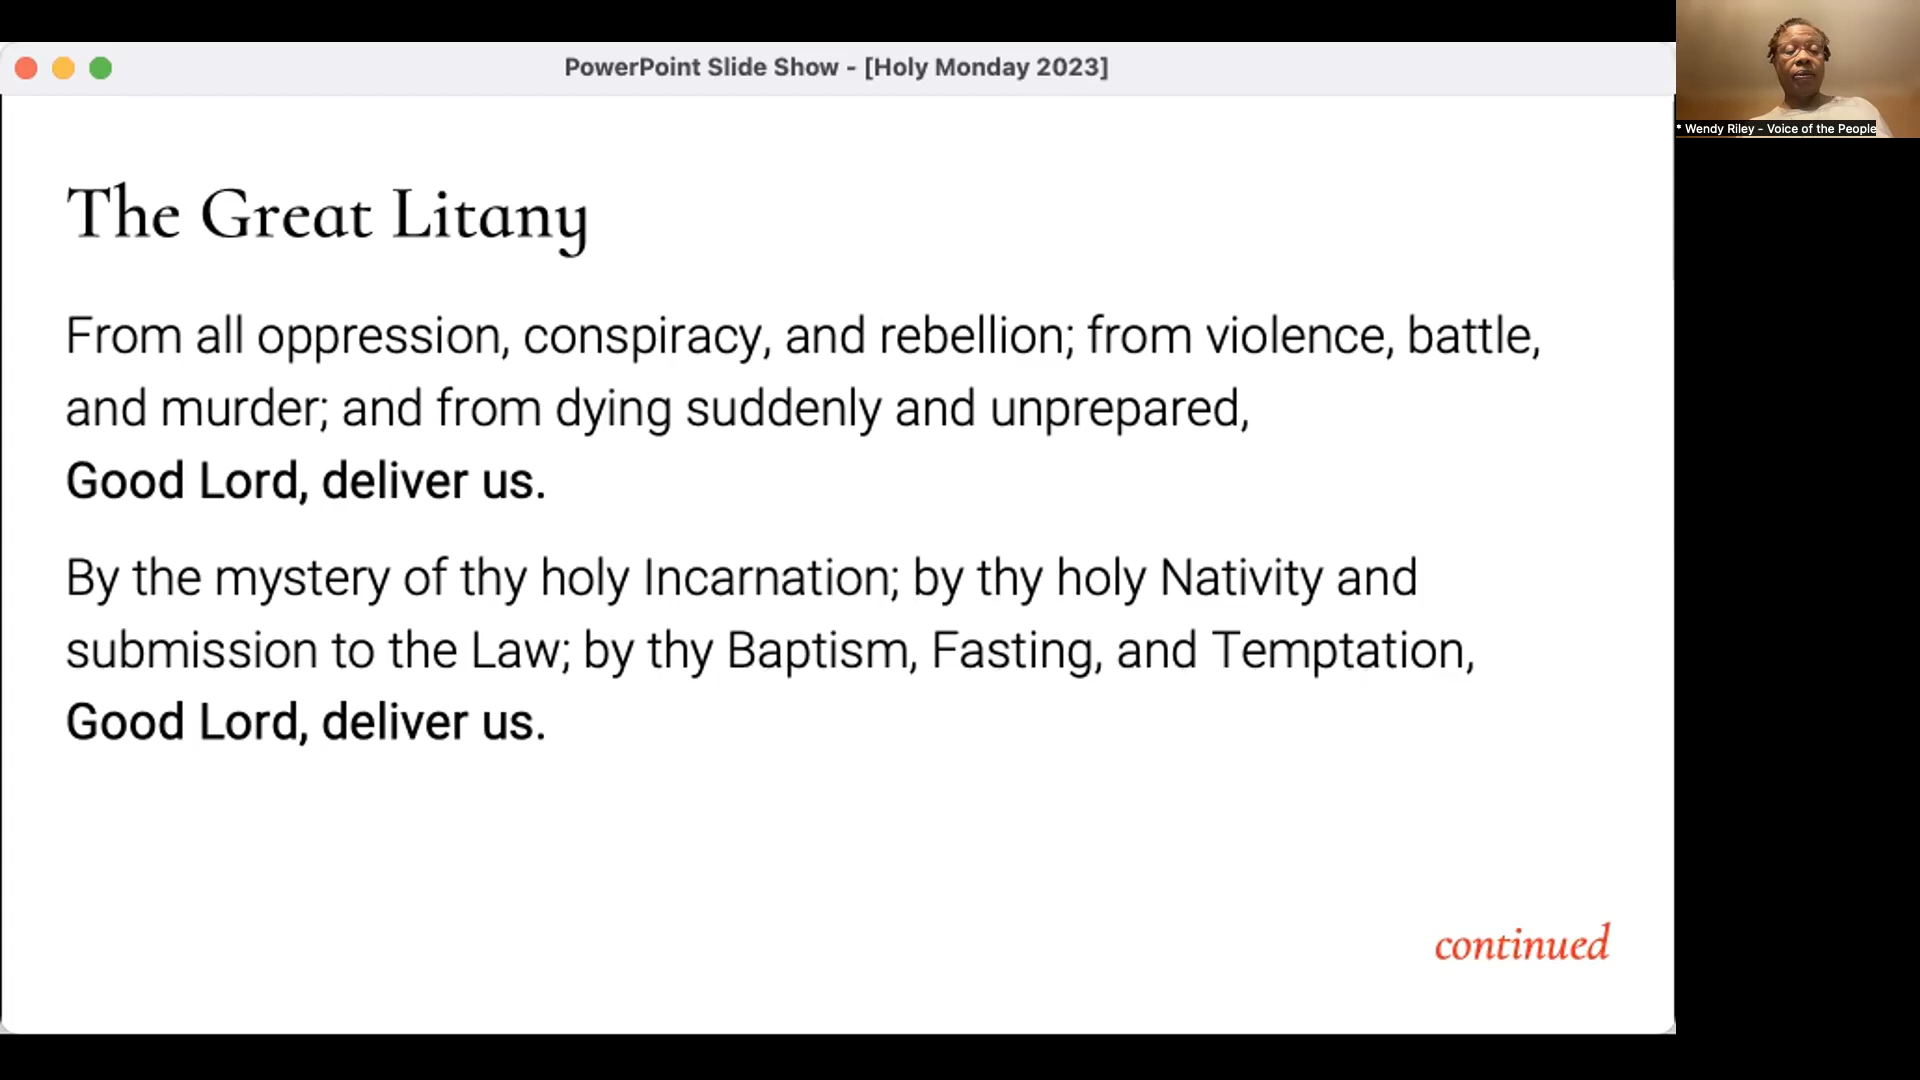 PowerPoint Slide Show - [Holy Monday 2023]
* Wendy Riley - Voice of the People
The Great Litany
From all oppression, conspiracy, and rebellion; from violence, battle,
and murder; and from dying suddenly and unprepared,
Good Lord, deliver us.
By the mystery of thy holy Incarnation; by thy holy Nativity and
submission to the Law; by thy Baptism, Fasting, and Temptation,
Good Lord, deliver us.
continued